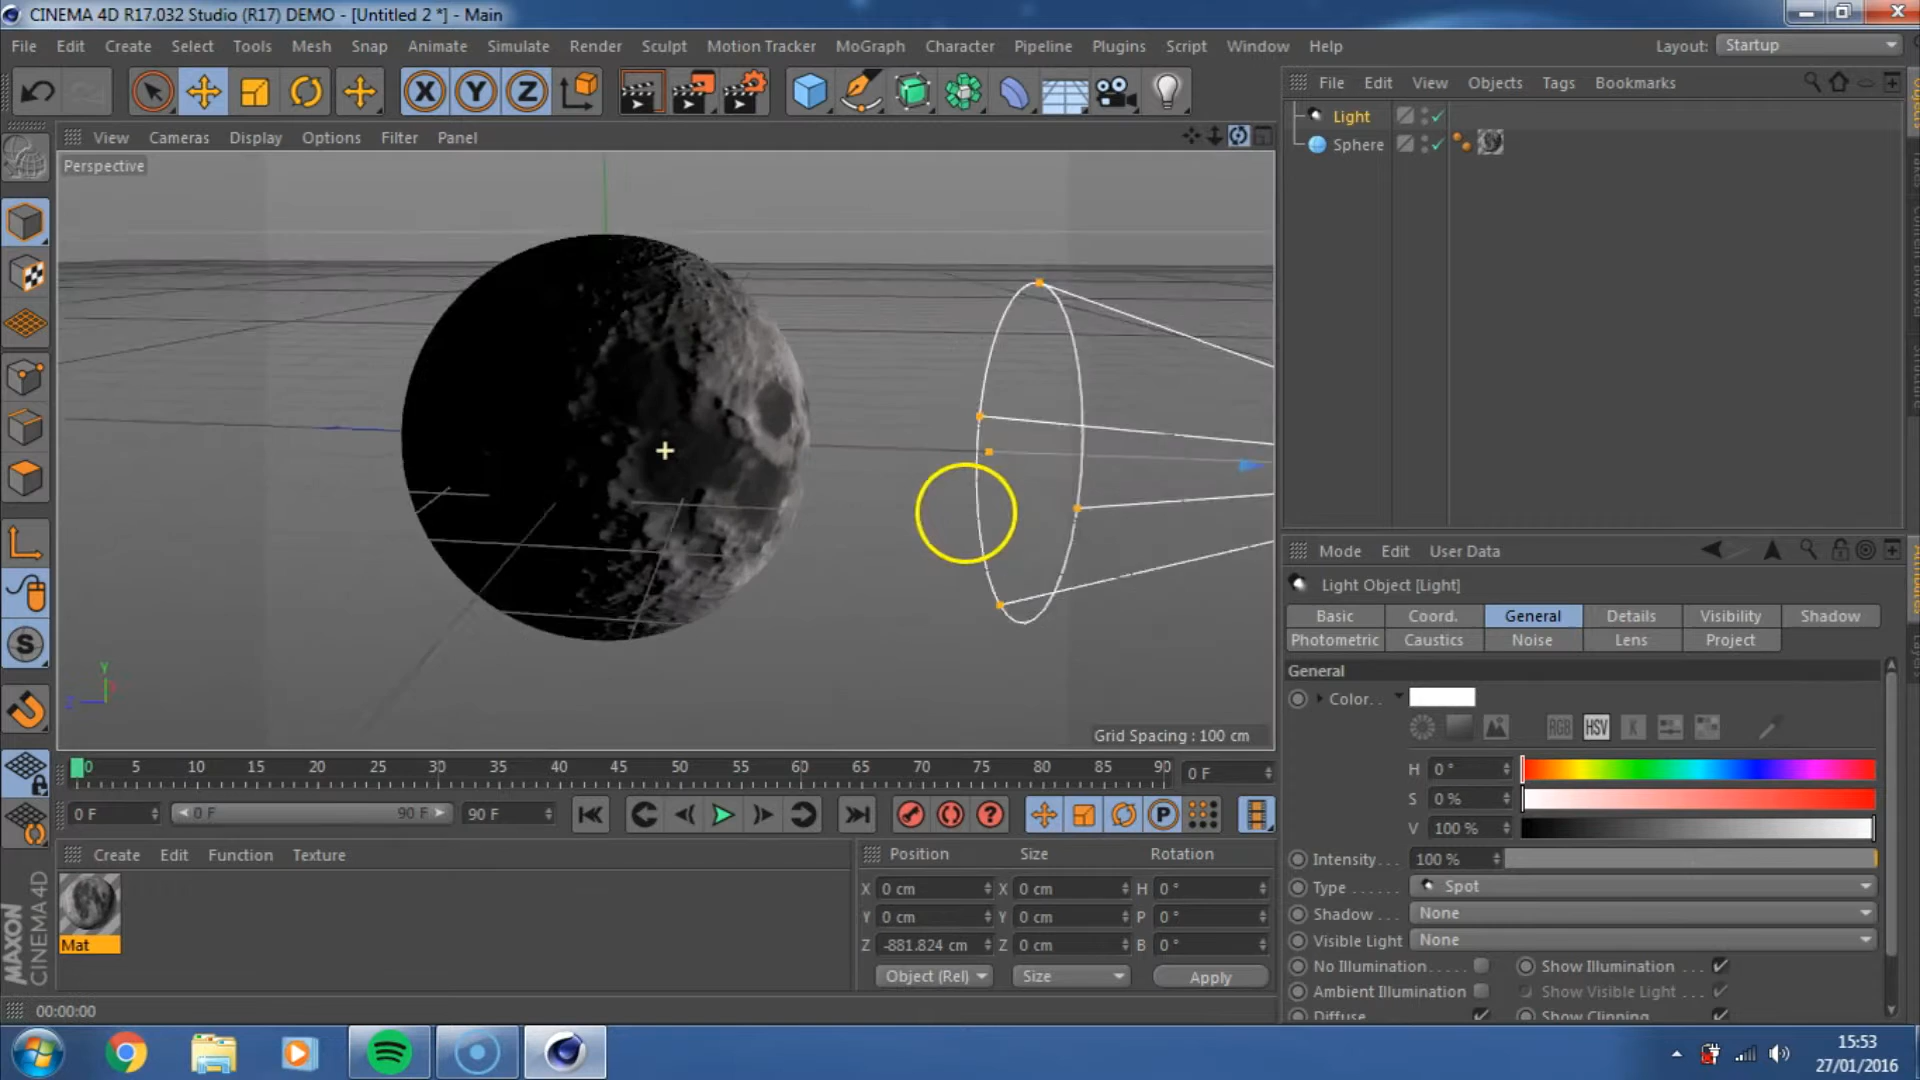 CINEMA 4D R17.032 Studio (R17) DEMO - [Untitled 2 *] - Main
File Edit Create Select Tools Mesh Snap Animate Simulate Render Sculpt Motion Tracker MoGraph Character Pipeline Plugins Script Window Help Layout: Startup
File Edit View Objects Tags Bookmarks
Light
Sphere
View Cameras Display Options Filter Panel
Perspective
Y
Z
Grid Spacing : 100 cm
Objects
Content Browser
Structure
Attributes
Layers
Mode Edit User Data
Light Object [Light]
Basic Coord. General Details Visibility Shadow
Photometric Caustics Noise Lens Project
General
Color. .
RGB HSV K
H 0 °
S 0 %
V 100 %
Intensity. . . 100 %
Type . . . . . . Spot
Shadow . . . None
Visible Light . None
No Illumination. . . . . Show Illumination . . .
Ambient Illumination Show Visible Light . . .
Diffuse Show Clipping
0 5 10 15 20 25 30 35 40 45 50 55 60 65 70 75 80 85 90 0 F
0 F 0 F 90 F 90 F
Create Edit Function Texture
Mat
MAXON
CINEMA 4D
Position Size Rotation
X 0 cm X 0 cm H 0 °
Y 0 cm Y 0 cm P 0 °
Z -881.824 cm Z 0 cm B 0 °
Object (Rel) Size Apply
00:00:00
15:53
27/01/2016